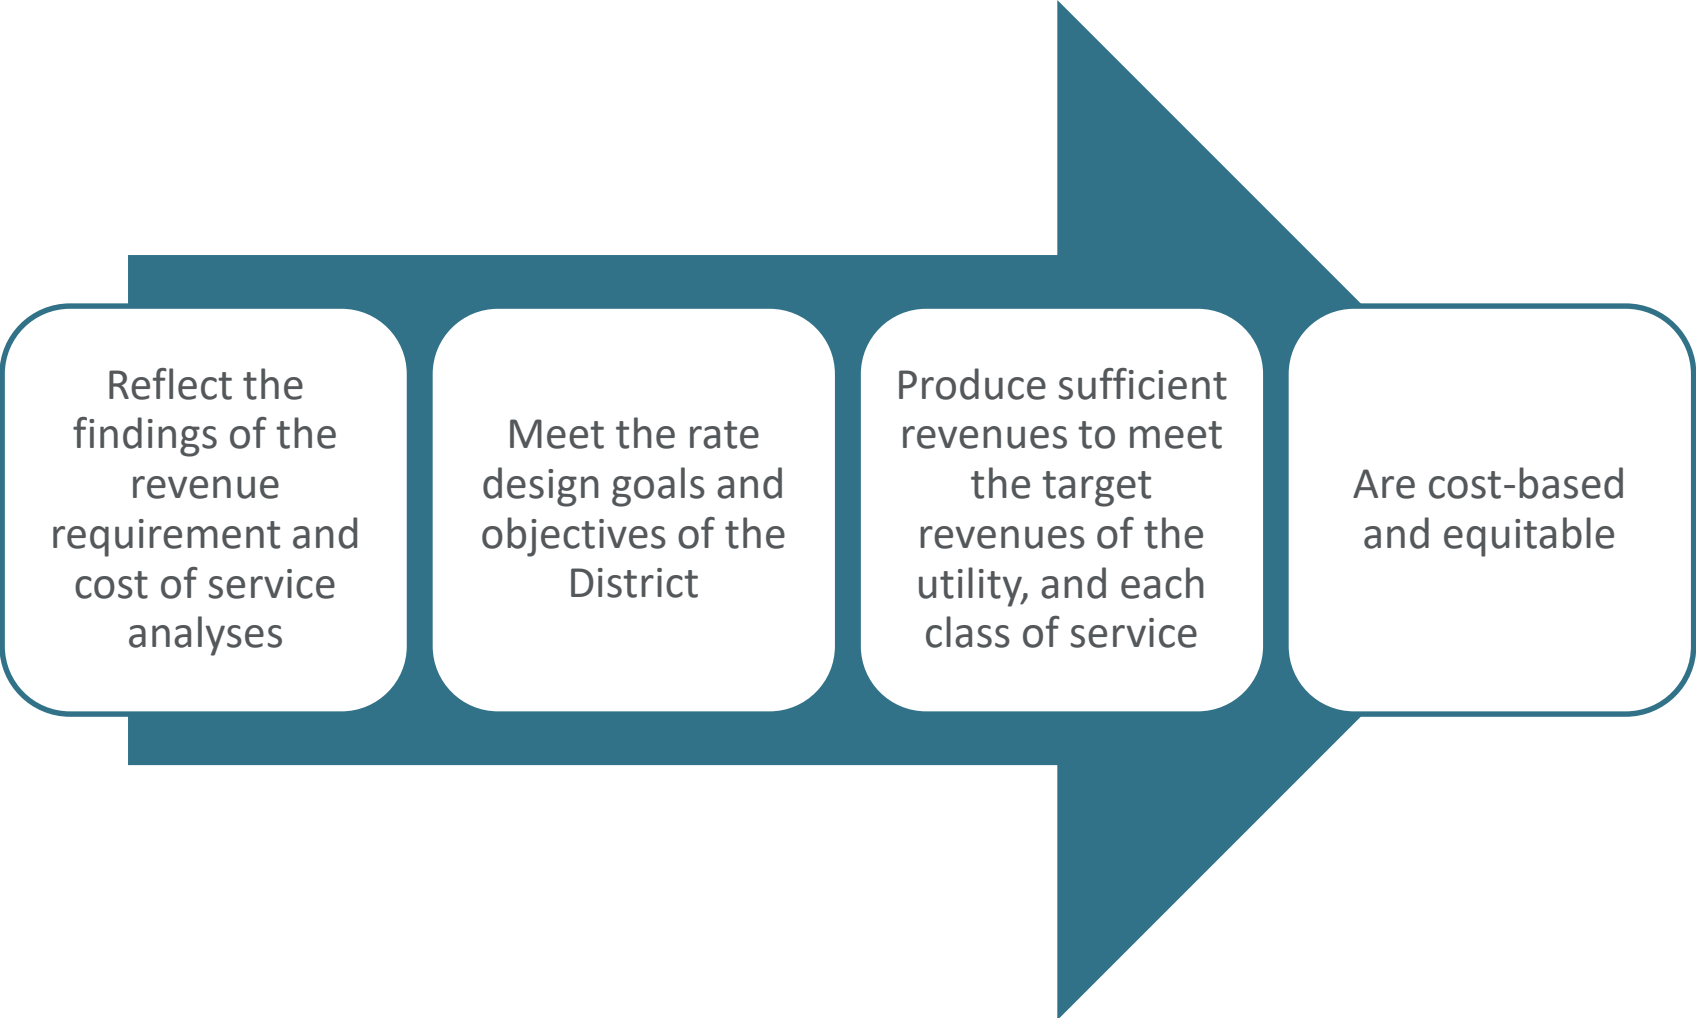 Reflect the
findings of the
revenue
requirement and
cost of service
analyses
Meet the rate
design goals and
objectives of the
District
Produce sufficient
revenues to meet
the target
revenues of the
utility, and each
class of service
Are cost-based
and equitable